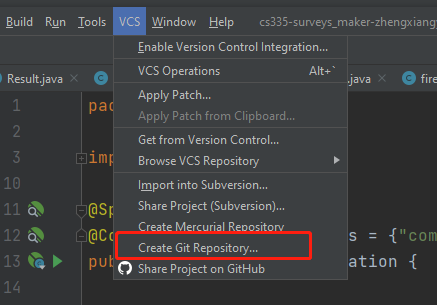 Build Run Tools VCS Window Help cs335-surveys_maker-zhengxiangy
Result.java .java fire
Enable Version Control Integration...
VCS Operations Alt+`
1 pac
Apply Patch...
2 Apply Patch from Clipboard...
Get from Version Control...
3 imp
Browse VCS Repository
10
Import into Subversion...
11 @Sp
Share Project (Subversion)...
Create Mercurial Repository
12 @Co s = {"com
Create Git Repository...
13 pub ation {
Share Project on GitHub